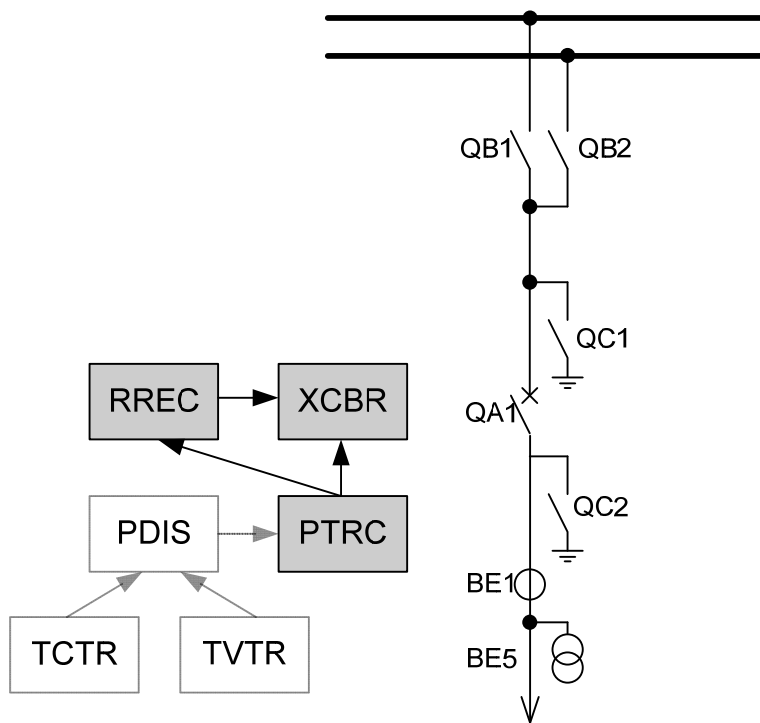 QB1
QB2
QC1
RREC
XCBR
QA1
QC2
PDIS
PTRC
BE1
TCTR
TVTR
BE5